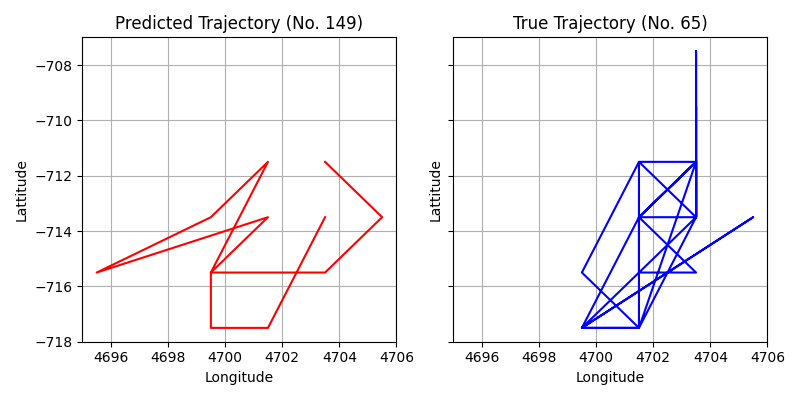 Predicted Trajectory (No. 149)
True Trajectory (No. 65)
Lattitude
−708
−710
−712
−714
−716
−718
4696 4698 4700 4702 4704 4706
Longitude
Lattitude
4696 4698 4700 4702 4704 4706
Longitude